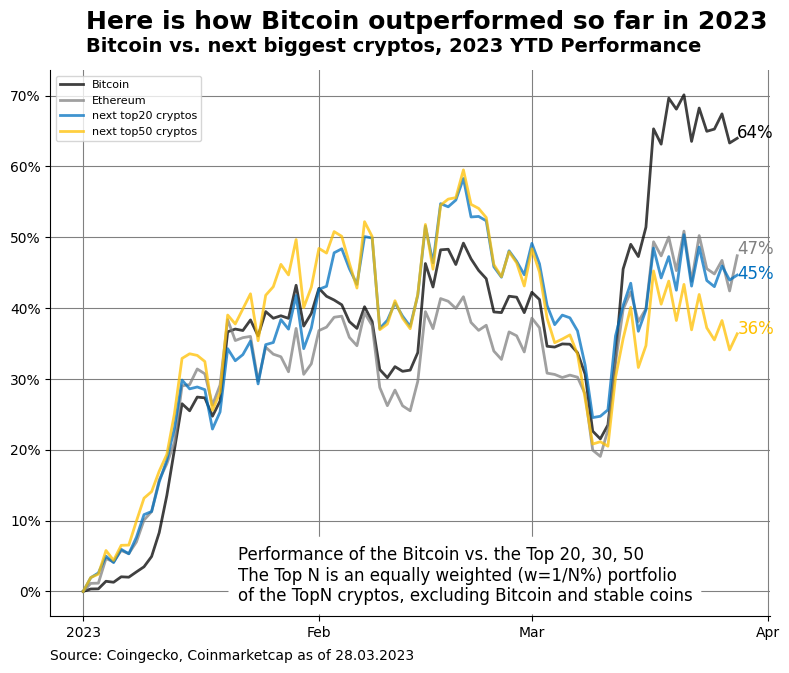 Here is how Bitcoin outperformed so far in 2023
Bitcoin vs. next biggest cryptos, 2023 YTD Performance
Bitcoin
Ethereum
next top20 cryptos
next top50 cryptos
70%
60%
50%
40%
30%
20%
10%
0%
64%
47%
45%
36%
Performance of the Bitcoin vs. the Top 20, 30, 50
The Top N is an equally weighted (w=1/N%) portfolio
of the TopN cryptos, excluding Bitcoin and stable coins
2023 Feb Mar Apr
Source: Coingecko, Coinmarketcap as of 28.03.2023